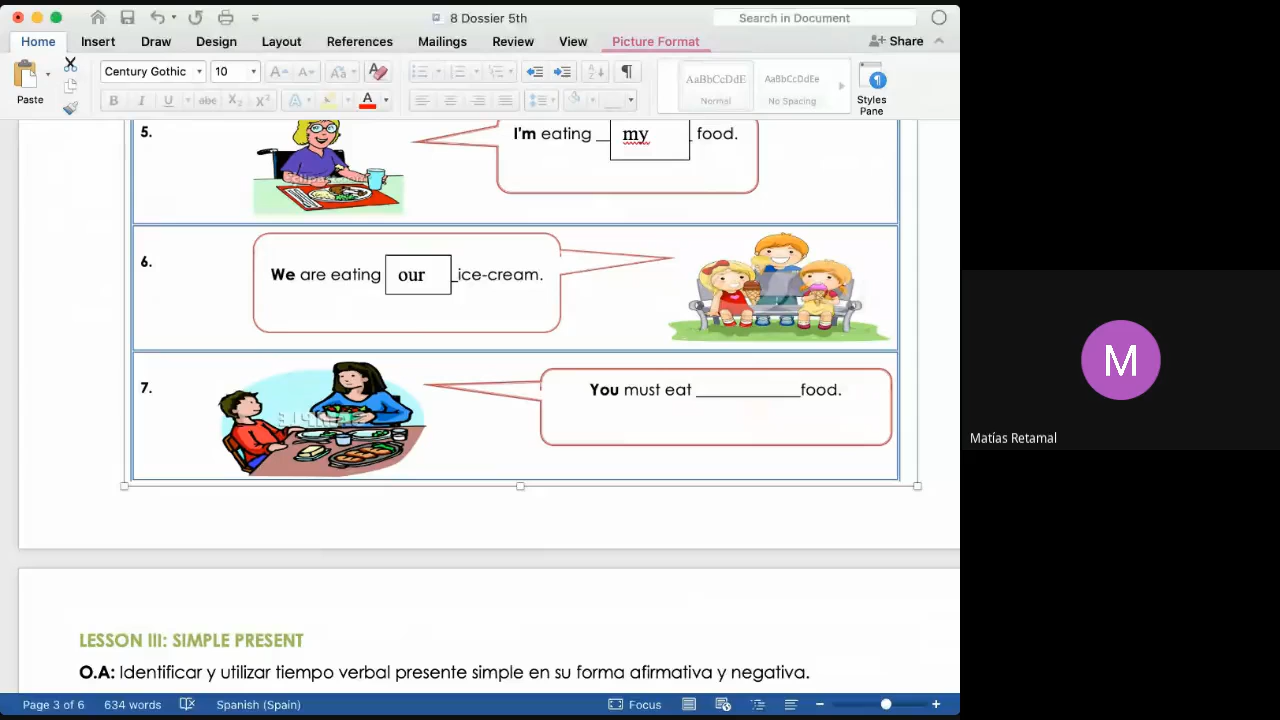 8 Dossier 5th
Search in Document
Home Insert Draw Design Layout References Mailings Review View Picture Format Share
Paste
Century Gothic 10
AaBbCcDdE AaBbCcDdEe
Normal No Spacing
Styles Pane
5. I'm eating __ my _ food.
6. We are eating our _ice-cream.
7. You must eat ____________food.
M
Matías Retamal
LESSON III: SIMPLE PRESENT
O.A: Identificar y utilizar tiempo verbal presente simple en su forma afirmativa y negativa.
Page 3 of 6 634 words Spanish (Spain) Focus